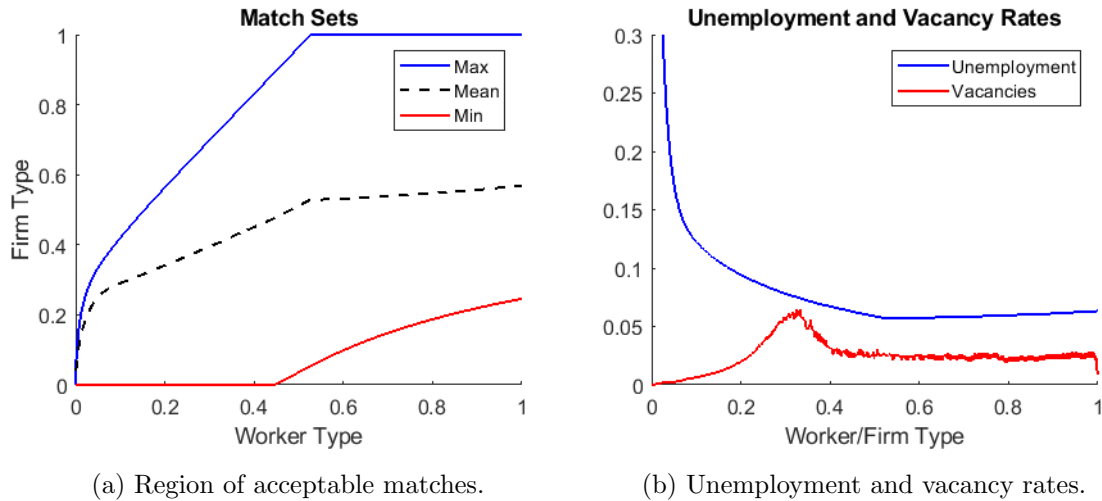 Match Sets
Max
Mean
Min
Firm Type
1
0.8
0.6
0.4
0.2
0
0 0.2 0.4 0.6 0.8 1
Worker Type
(a) Region of acceptable matches.
Unemployment and Vacancy Rates
Unemployment
Vacancies
0.3
0.25
0.2
0.15
0.1
0.05
0
0 0.2 0.4 0.6 0.8 1
Worker/Firm Type
(b) Unemployment and vacancy rates.